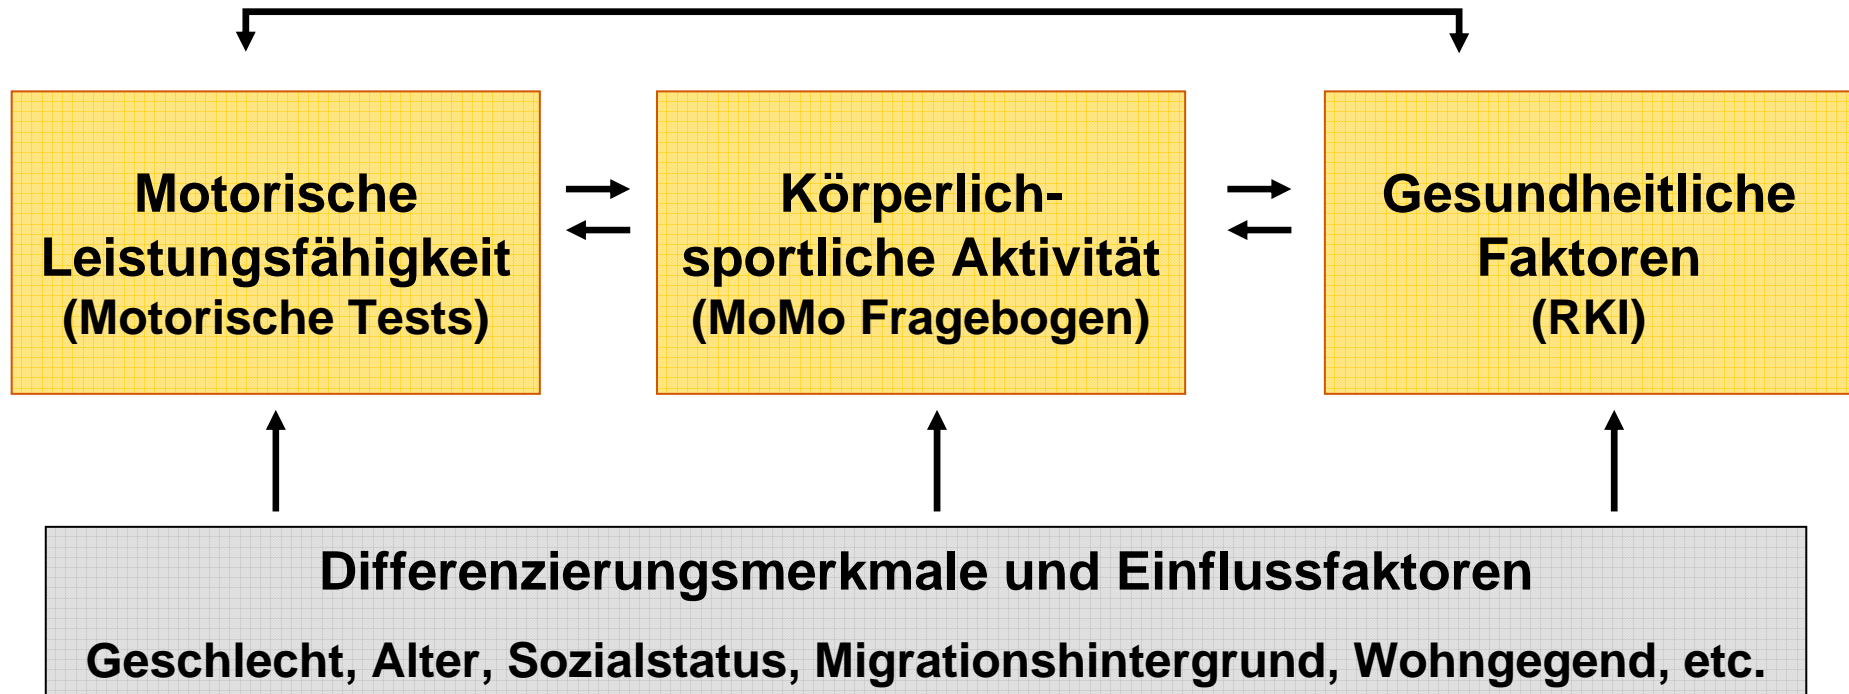 Motorische
Leistungsfähigkeit
(Motorische Tests)
Körperlich-
sportliche Aktivität
(MoMo Fragebogen)
Gesundheitliche
Faktoren
(RKI)
Differenzierungsmerkmale und Einflussfaktoren
Geschlecht, Alter, Sozialstatus, Migrationshintergrund, Wohngegend, etc.